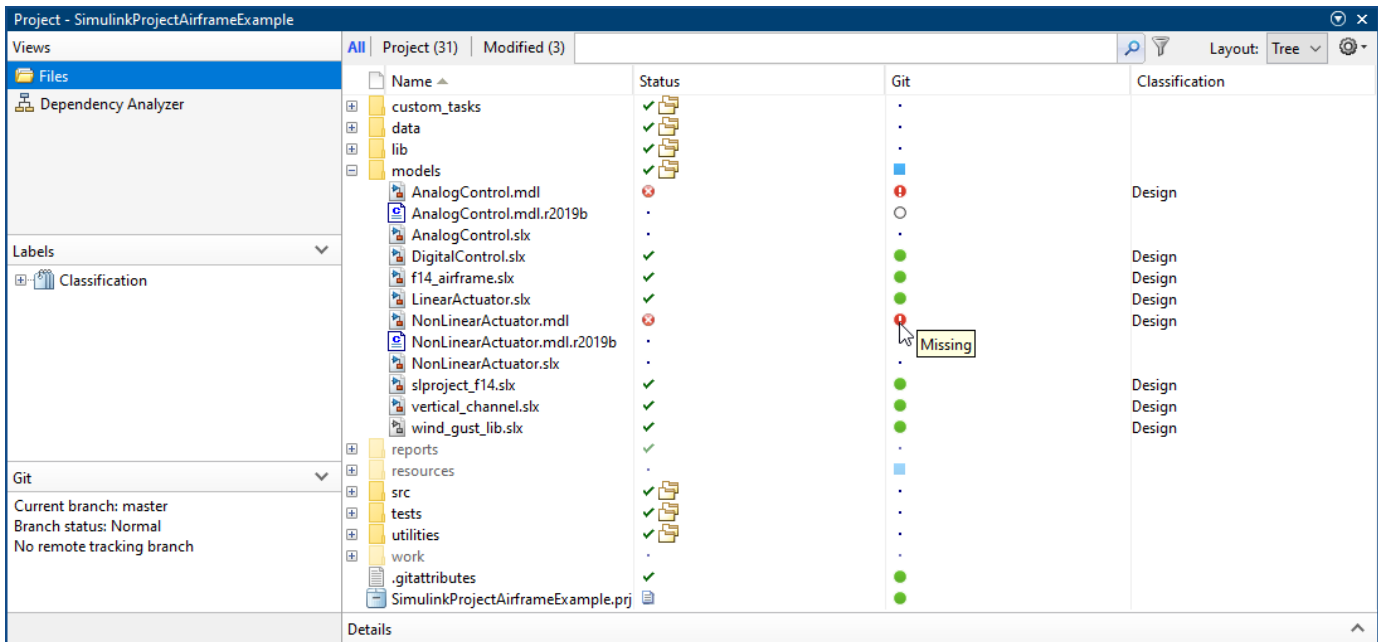 Project - SimulinkProjectAirframeExample
Views
All Project (31) Modified (3) Layout: Tree
Files
Dependency Analyzer
Name Status Git Classification
custom_tasks
data
lib
models
AnalogControl.mdl Design
AnalogControl.mdl.r2019b
AnalogControl.slx
Labels
DigitalControl.slx Design
Classification
f14_airframe.slx Design
LinearActuator.slx Design
NonLinearActuator.mdl Design
NonLinearActuator.mdl.r2019b
Missing
NonLinearActuator.slx
slproject_f14.slx Design
vertical_channel.slx Design
wind_gust_lib.slx Design
reports
resources
Git
src
Current branch: master
tests
Branch status: Normal
utilities
No remote tracking branch
work
.gitattributes
SimulinkProjectAirframeExample.prj
Details